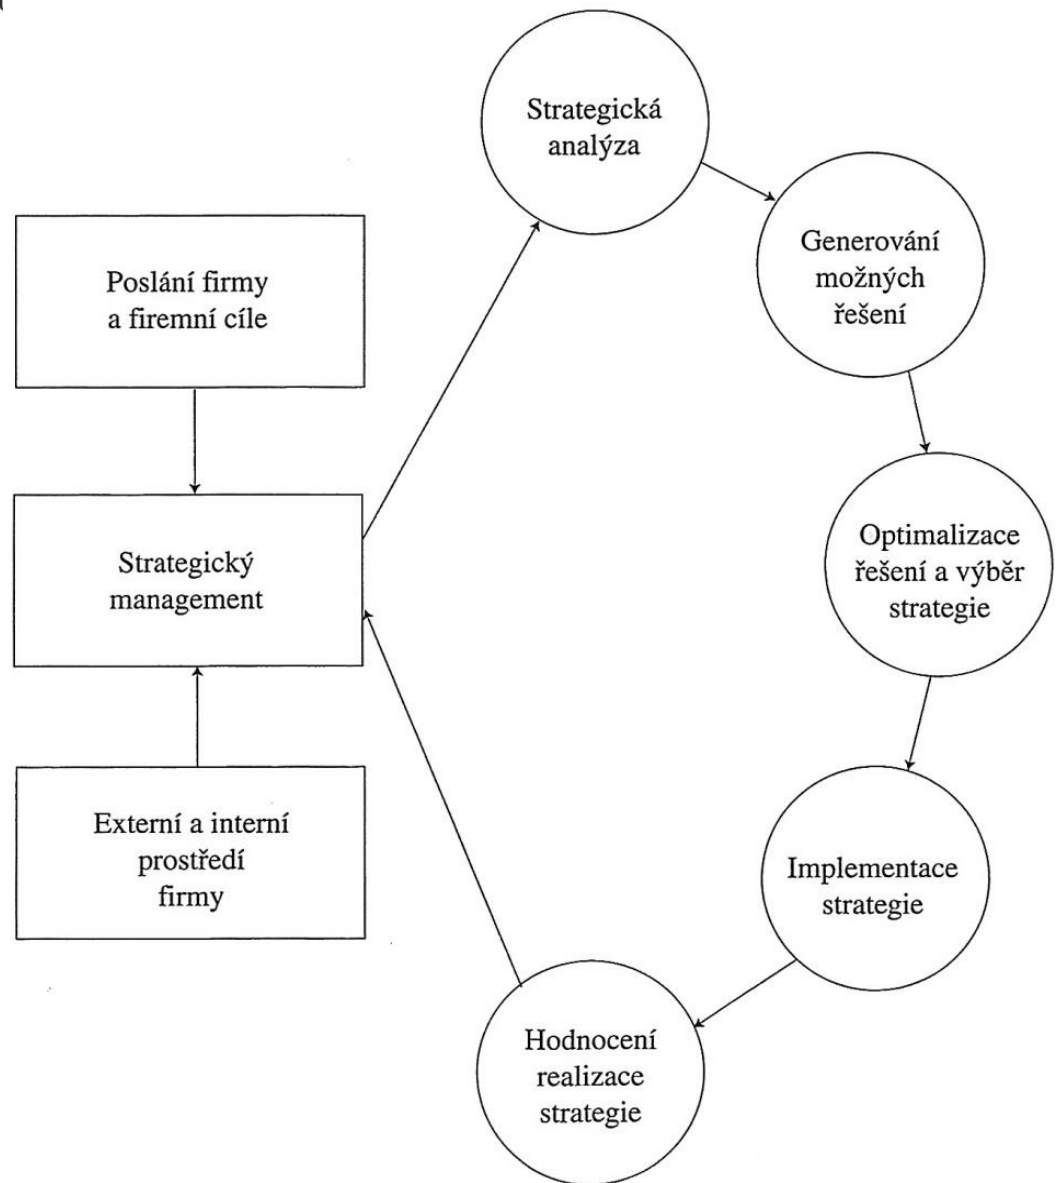 Strategická
analýza
Generování
možných
řešení
Poslání firmy
a firemní cíle
Optimalizace
řešení a výběr
strategie
Strategický
management
Externí a interní
prostředí
firmy
Implementace
strategie
Hodnocení
realizace
strategie